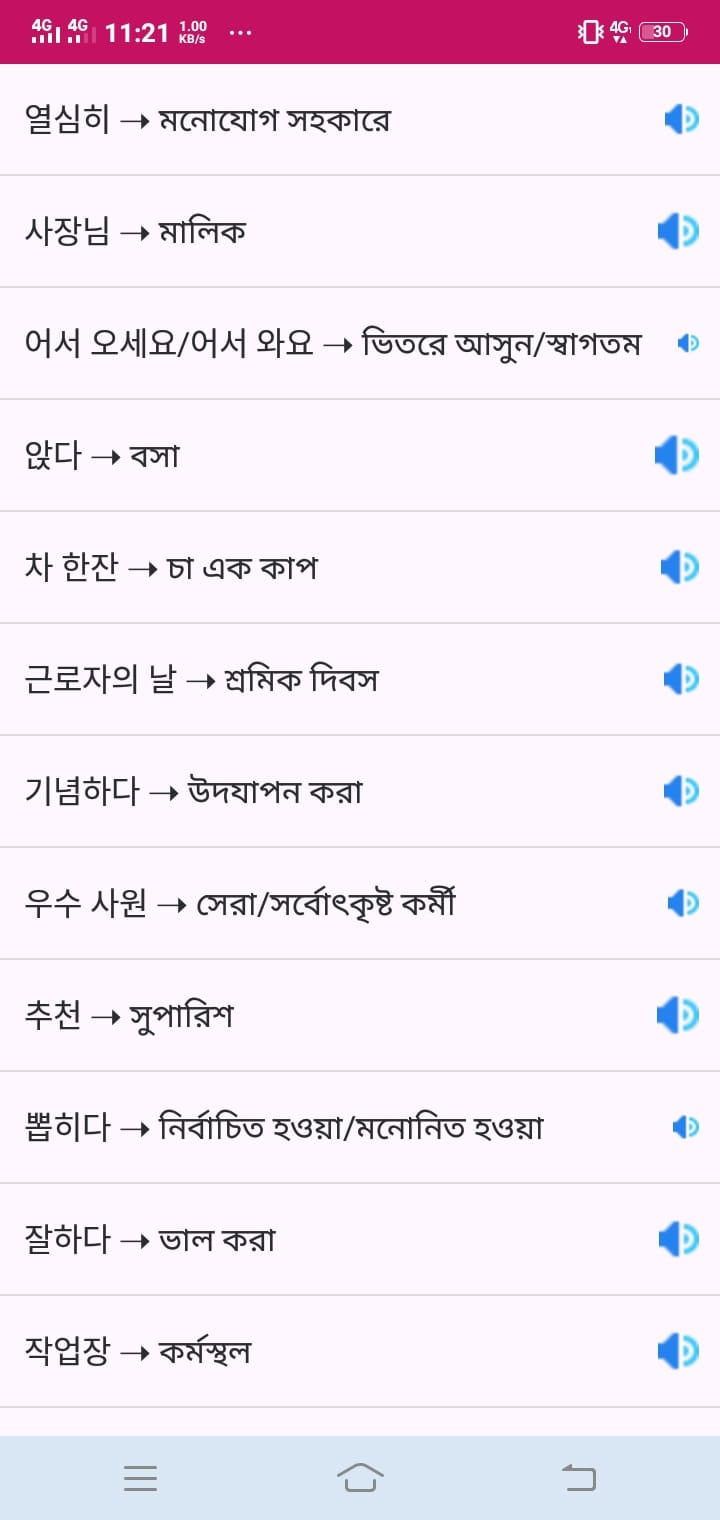 4G 4G 11:21 1.00 KB/s ... 4G 30
열심히 → মনোযোগ সহকারে
사장님 → মালিক
어서 오세요/어서 와요 → ভিতরে আসুন/স্বাগতম
앉다 → বসা
차 한잔 → চা এক কাপ
근로자의 날 → শ্রমিক দিবস
기념하다 → উদযাপন করা
우수 사원 → সেরা/সর্বোৎকৃষ্ট কর্মী
추천 → সুপারিশ
뽑히다 → নির্বাচিত হওয়া/মনোনিত হওয়া
잘하다 → ভাল করা
작업장 → কর্মস্থল